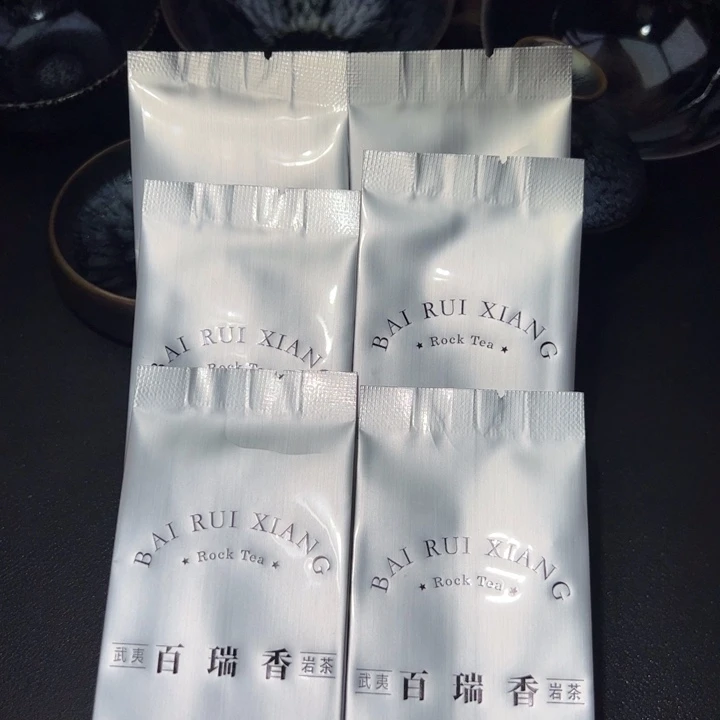 BAI RUI XIANG
Rock Tea
BAI RUI XIANG
★ Rock Tea ★
BAI RUI XIANG
★ Rock Tea ★
武夷 百瑞香 岩茶
BAI RUI XIANG
★ Rock Tea ★
武夷 百瑞香 岩茶